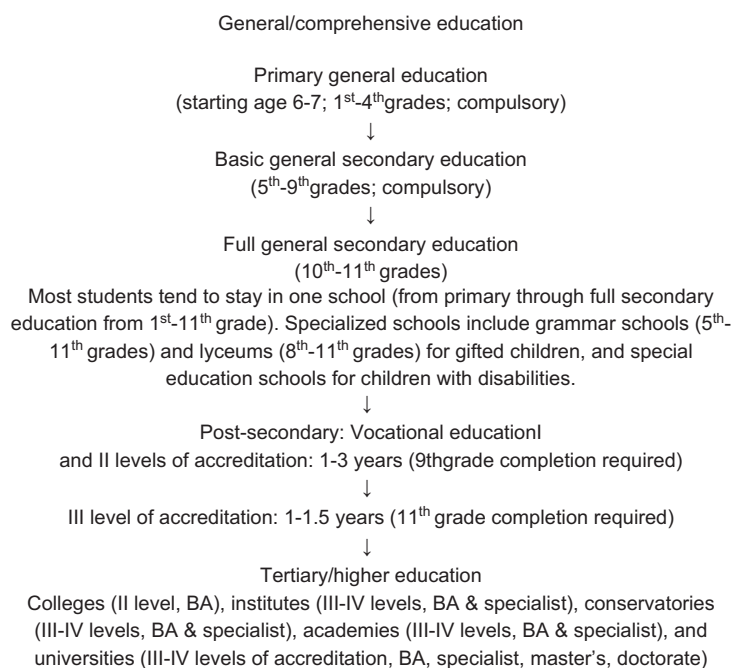 General/comprehensive education
Primary general education
(starting age 6-7; 1st-4thgrades; compulsory)
↓
Basic general secondary education
(5th-9thgrades; compulsory)
↓
Full general secondary education
(10th-11th grades)
Most students tend to stay in one school (from primary through full secondary
education from 1st-11th grade). Specialized schools include grammar schools (5th-
11th grades) and lyceums (8th-11th grades) for gifted children, and special
education schools for children with disabilities.
↓
Post-secondary: Vocational educationI
and II levels of accreditation: 1-3 years (9thgrade completion required)
↓
III level of accreditation: 1-1.5 years (11th grade completion required)
↓
Tertiary/higher education
Colleges (II level, BA), institutes (III-IV levels, BA & specialist), conservatories
(III-IV levels, BA & specialist), academies (III-IV levels, BA & specialist), and
universities (III-IV levels of accreditation, BA, specialist, master's, doctorate)